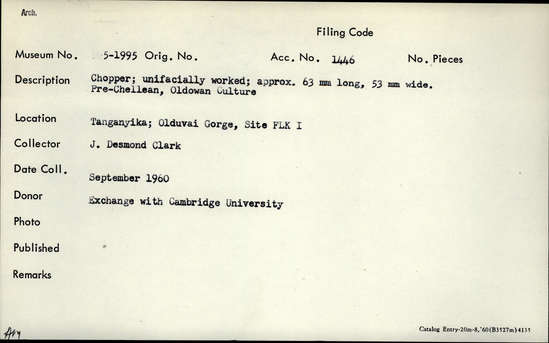 Arch.
Filing Code
Museum No. 5-1995 Orig. No. Acc. No. 1446 No. Pieces
Description Chopper; unifacially worked; approx. 63 mm long, 53 mm wide.
Pre-Chellean, Oldowan Culture
Location Tanganyika; Olduvai Gorge, Site FLK I
Collector J. Desmond Clark
Date Coll. September 1960
Donor Exchange with Cambridge University
Photo
Published
Remarks
Catalog Entry-20m-8,'60(B3127m)4131